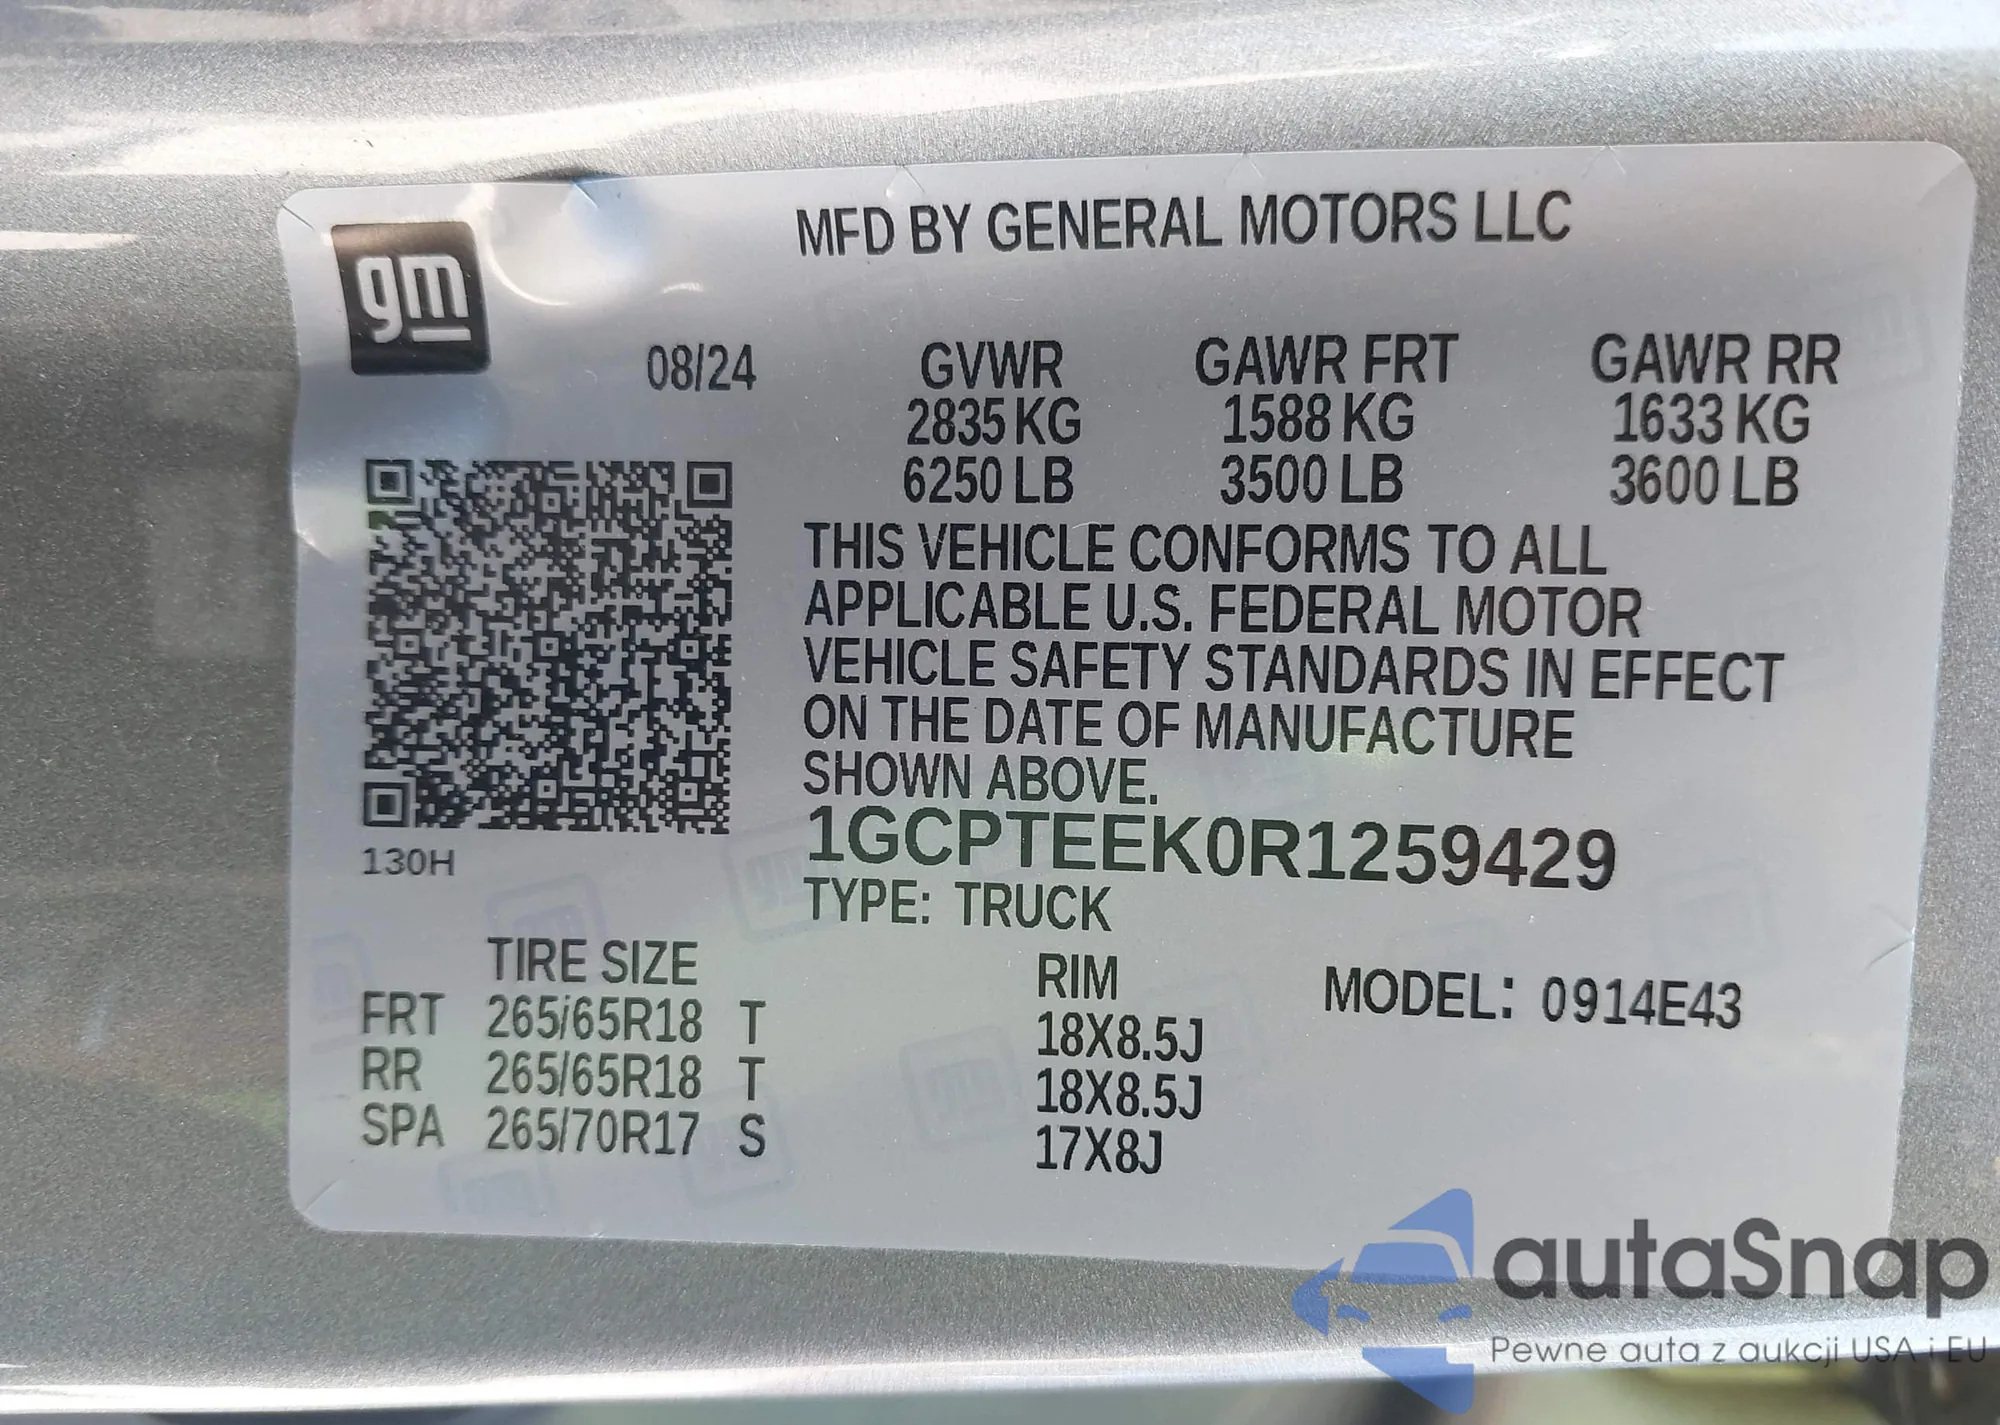 gm
MFD BY GENERAL MOTORS LLC
08/24
GVWR GAWR FRT GAWR RR
2835 KG 1588 KG 1633 KG
6250 LB 3500 LB 3600 LB
THIS VEHICLE CONFORMS TO ALL
APPLICABLE U.S. FEDERAL MOTOR
VEHICLE SAFETY STANDARDS IN EFFECT
ON THE DATE OF MANUFACTURE
SHOWN ABOVE.
1GCPTEEK0R1259429
130H
TYPE: TRUCK
TIRE SIZE RIM MODEL: 0914E43
FRT 265/65R18 T 18X8.5J
RR 265/65R18 T 18X8.5J
SPA 265/70R17 S 17X8J
autaSnap
Pewne auta z aukcji USA i EU